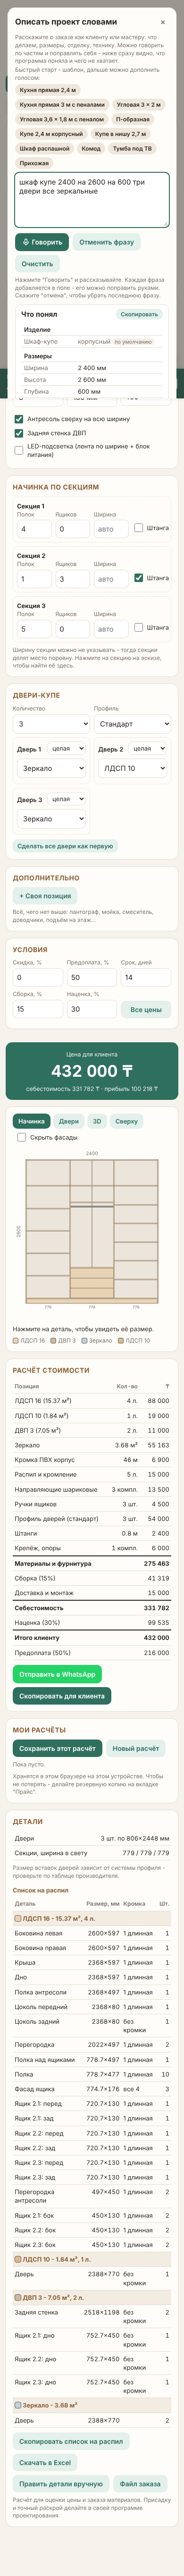 Описать проект словами
×
Расскажите о заказе как клиенту или мастеру: что делаем, размеры, отделку, технику. Можно говорить по частям и поправлять себя - ниже сразу видно, что программа поняла и чего не хватает.
Быстрый старт - шаблон, дальше можно дополнить голосом:
Кухня прямая 2,4 м
Кухня прямая 3 м с пеналами
Угловая 3 × 2 м
Угловая 3,6 × 1,8 м с пеналом
П-образная
Купе 2,4 м корпусный
Купе в нишу 2,7 м
Шкаф распашной
Комод
Тумба под ТВ
Прихожая
шкаф купе 2400 на 2600 на 600 три двери все зеркальные
Говорить
Отменить фразу
Очистить
Нажмите "Говорить" и рассказывайте. Каждая фраза добавляется в поле - его можно править руками. Скажите "отмена", чтобы убрать последнюю фразу.
Что понял
Скопировать
Изделие
Шкаф-купе корпусный по умолчанию
Размеры
Ширина 2 400 мм
Высота 2 600 мм
Глубина 600 мм
Антресоль сверху на всю ширину
Задняя стенка ДВП
LED-подсветка (лента по ширине + блок питания)
НАЧИНКА ПО СЕКЦИЯМ
Секция 1
Полок Ящиков Ширина
4 0 авто Штанга
Секция 2
Полок Ящиков Ширина
1 3 авто Штанга
Секция 3
Полок Ящиков Ширина
5 0 авто Штанга
Ширину секции можно не указывать - тогда секции делят место поровну. Нажмите на секцию на эскизе, чтобы найти её здесь.
ДВЕРИ-КУПЕ
Количество Профиль
3 Стандарт
Дверь 1 целая Дверь 2 целая
Зеркало ЛДСП 10
Дверь 3 целая
Зеркало
Сделать все двери как первую
ДОПОЛНИТЕЛЬНО
+ Своя позиция
Всё, чего нет выше: пантограф, мойка, смеситель, доводчики, подъём на этаж...
УСЛОВИЯ
Скидка, % Предоплата, % Срок, дней
0 50 14
Сборка, % Наценка, %
15 30 Все цены
Цена для клиента
432 000 ₸
себестоимость 331 782 ₸ · прибыль 100 218 ₸
Начинка Двери 3D Сверху
Скрыть фасады
2400
2600
779 779 779
Нажмите на деталь, чтобы увидеть её размер.
ЛДСП 16 ДВП 3 Зеркало ЛДСП 10
РАСЧЁТ СТОИМОСТИ
Позиция Кол-во ₸
ЛДСП 16 (15.37 м²) 4 л. 88 000
ЛДСП 10 (1.84 м²) 1 л. 19 000
ДВП 3 (7.05 м²) 2 л. 11 000
Зеркало 3.68 м² 55 163
Кромка ПВХ корпус 46 м 6 900
Распил и кромление 5 л. 15 000
Направляющие шариковые 3 компл. 13 500
Ручки ящиков 3 шт. 4 500
Профиль дверей (стандарт) 3 шт. 54 000
Штанги 0.8 м 2 400
Крепёж, опоры 1 компл. 6 000
Материалы и фурнитура 275 463
Сборка (15%) 41 319
Доставка и монтаж 15 000
Себестоимость 331 782
Наценка (30%) 99 535
Итого клиенту 432 000
Предоплата (50%) 216 000
Отправить в WhatsApp
Скопировать для клиента
МОИ РАСЧЁТЫ
Сохранить этот расчёт Новый расчёт
Пока пусто.
Хранятся в этом браузере на этом устройстве. Чтобы не потерять - делайте резервную копию на вкладке "Прайс".
ДЕТАЛИ
Двери 3 шт. по 806×2448 мм
Секции, ширина в свету 779 / 779 / 779
Размер вставок дверей зависит от системы профиля - проверьте по таблице производителя.
Список на распил
Деталь Размер, мм Кромка Шт.
ЛДСП 16 - 15.37 м², 4 л.
Боковина левая 2600×597 1 длинная 1
Боковина правая 2600×597 1 длинная 1
Крыша 2368×597 1 длинная 1
Дно 2368×597 1 длинная 1
Полка антресоли 2368×497 1 длинная 1
Цоколь передний 2368×80 1 длинная 1
Цоколь задний 2368×80 без кромки 1
Перегородка 2022×497 1 длинная 2
Полка над ящиками 778.7×497 1 длинная 1
Полка 778.7×477 1 длинная 10
Фасад ящика 774.7×176 все 4 3
Ящик 2.1: перед 720.7×130 1 длинная 1
Ящик 2.1: зад 720.7×130 1 длинная 1
Ящик 2.2: перед 720.7×130 1 длинная 1
Ящик 2.2: зад 720.7×130 1 длинная 1
Ящик 2.3: перед 720.7×130 1 длинная 1
Ящик 2.3: зад 720.7×130 1 длинная 1
Перегородка антресоли 497×450 1 длинная 2
Ящик 2.1: бок 450×130 1 длинная 2
Ящик 2.2: бок 450×130 1 длинная 2
Ящик 2.3: бок 450×130 1 длинная 2
ЛДСП 10 - 1.84 м², 1 л.
Дверь 2388×770 без кромки 1
ДВП 3 - 7.05 м², 2 л.
Задняя стенка 2518×1198 без кромки 2
Ящик 2.1: дно 752.7×450 без кромки 1
Ящик 2.2: дно 752.7×450 без кромки 1
Ящик 2.3: дно 752.7×450 без кромки 1
Зеркало - 3.68 м²
Дверь 2388×770 2
Скопировать список на распил
Скачать в Excel
Править детали вручную Файл заказа
Расчёт для оценки цены и заказа материалов. Присадку и точный раскрой делайте в своей программе проектирования.